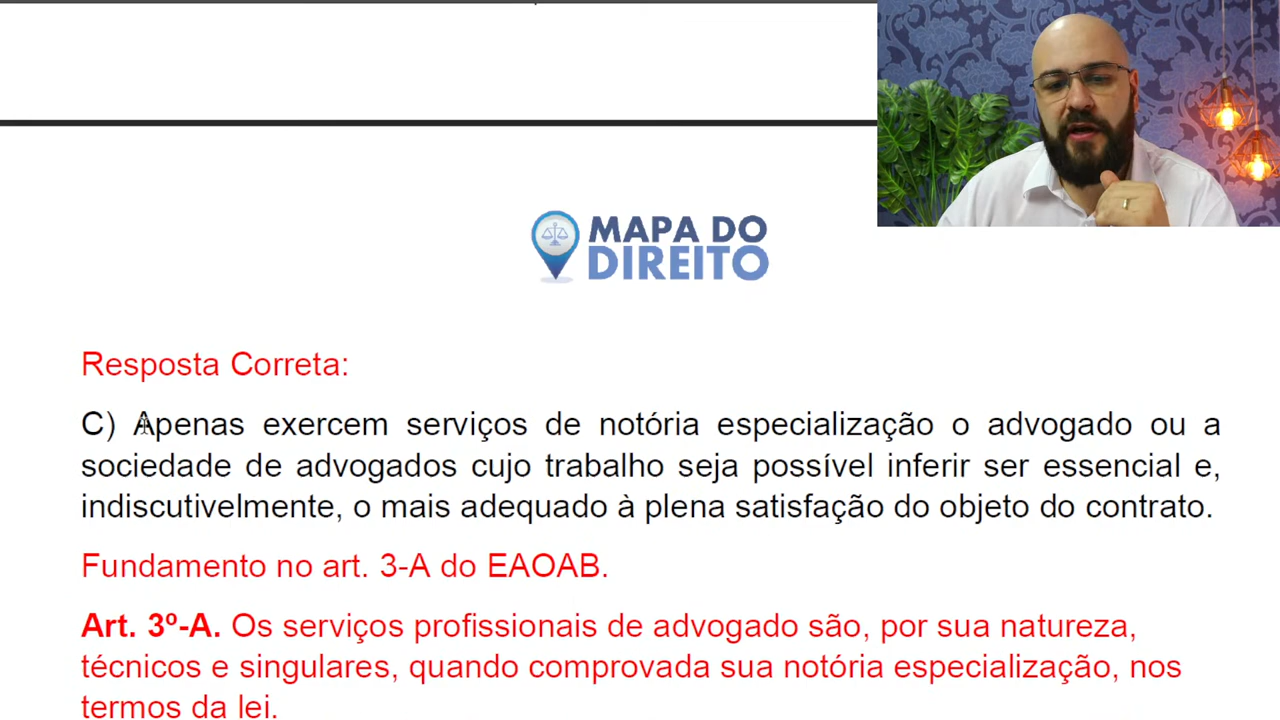 MAPA DO
DIREITO
Resposta Correta:
C) Apenas exercem serviços de notória especialização o advogado ou a
sociedade de advogados cujo trabalho seja possível inferir ser essencial e,
indiscutivelmente, o mais adequado à plena satisfação do objeto do contrato.
Fundamento no art. 3-A do EAOAB.
Art. 3º-A. Os serviços profissionais de advogado são, por sua natureza,
técnicos e singulares, quando comprovada sua notória especialização, nos
termos da lei.